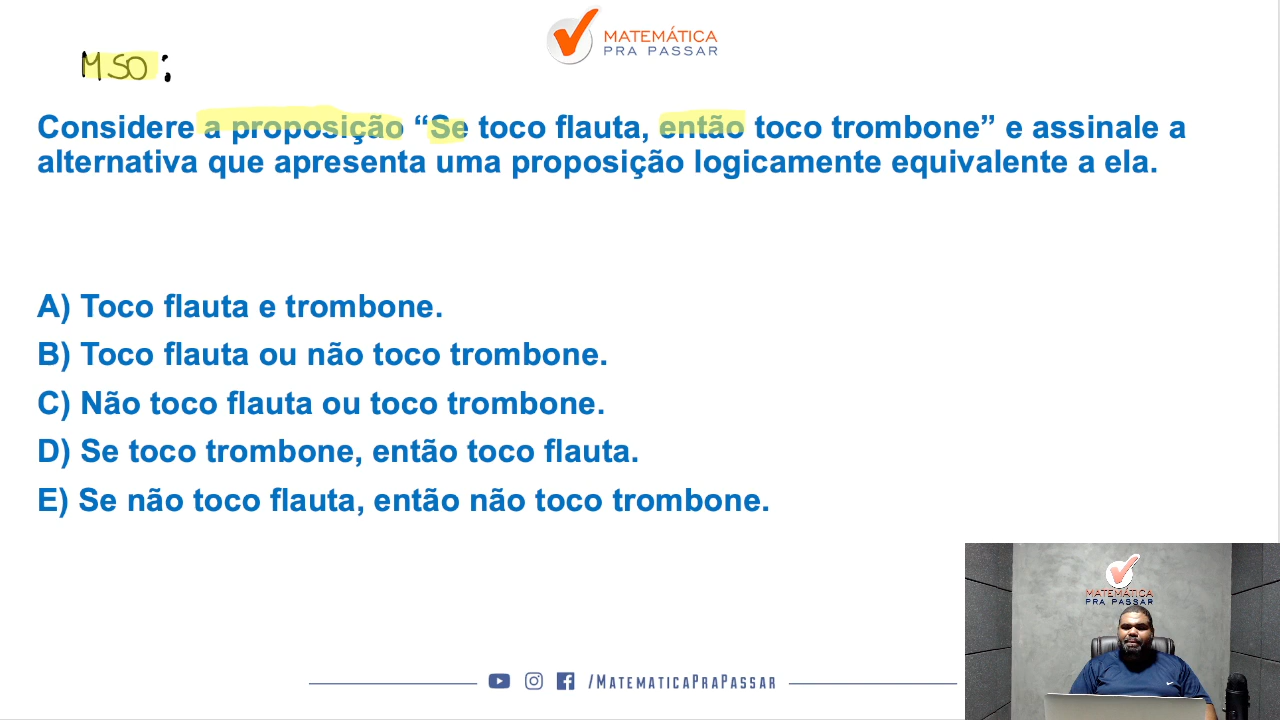 MATEMÁTICA
PRA PASSAR
MSO:
Considere a proposição “Se toco flauta, então toco trombone” e assinale a
alternativa que apresenta uma proposição logicamente equivalente a ela.
A) Toco flauta e trombone.
B) Toco flauta ou não toco trombone.
C) Não toco flauta ou toco trombone.
D) Se toco trombone, então toco flauta.
E) Se não toco flauta, então não toco trombone.
MATEMÁTICA
PRA PASSAR
/MATEMATICAPRAPASSAR